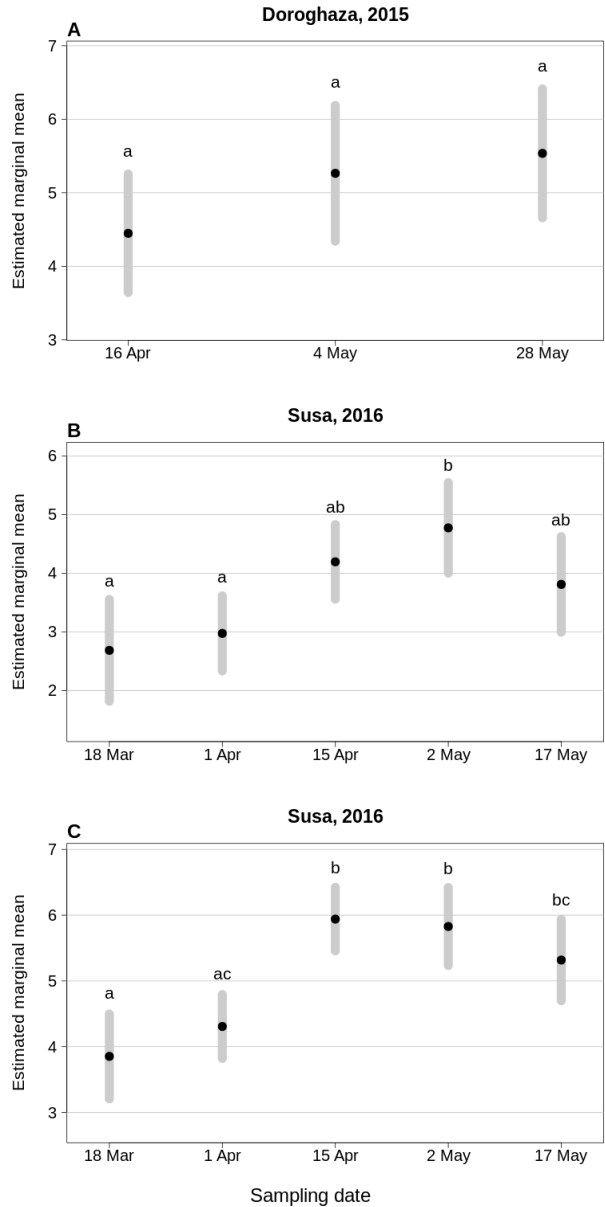 Doroghaza, 2015
A
Estimated marginal mean
7
6
5
4
3
a
a
a
16 Apr 4 May 28 May
Susa, 2016
B
Estimated marginal mean
6
5
4
3
2
a
a
ab
b
ab
18 Mar 1 Apr 15 Apr 2 May 17 May
Susa, 2016
C
Estimated marginal mean
7
6
5
4
3
a
ac
b
b
bc
18 Mar 1 Apr 15 Apr 2 May 17 May
Sampling date